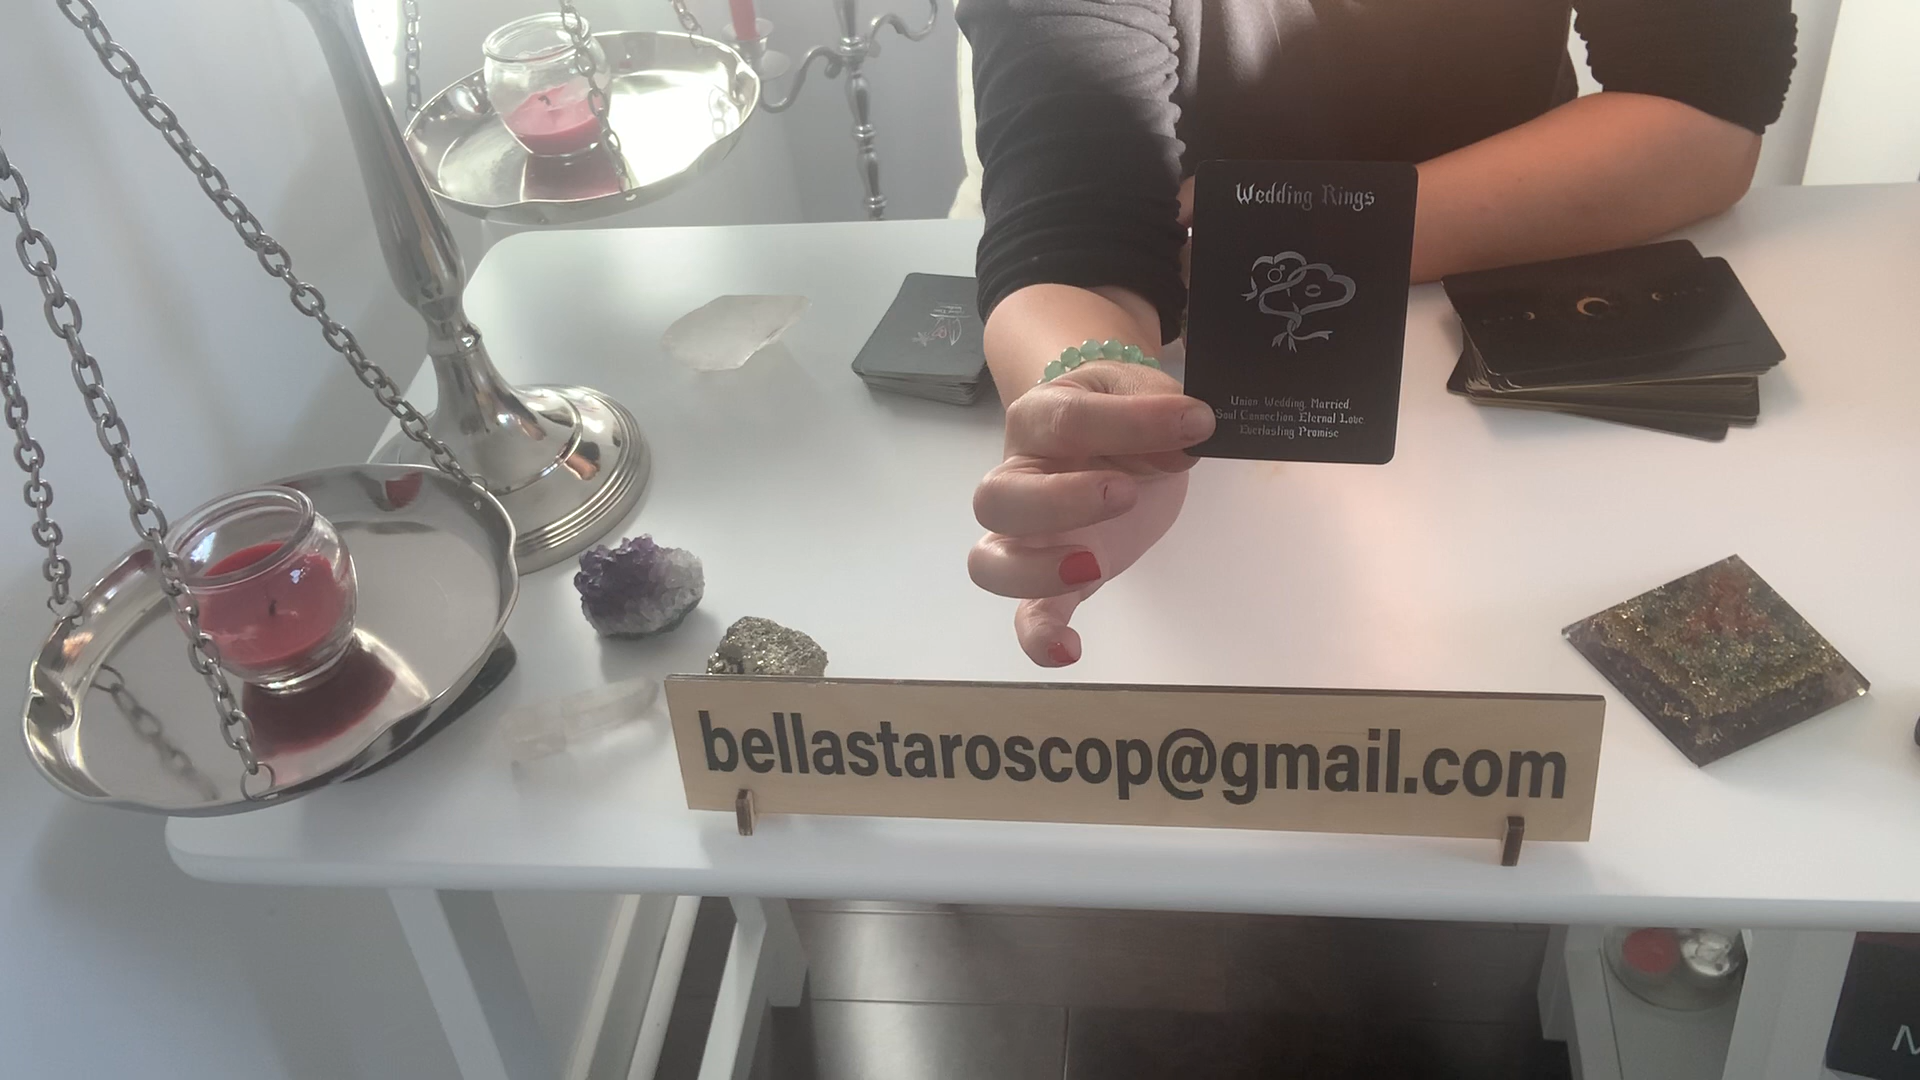 Wedding Rings
Union, Wedding, Married,
Soul Connection, Eternal Love
Everlasting Promise
bellastaroscop@gmail.com